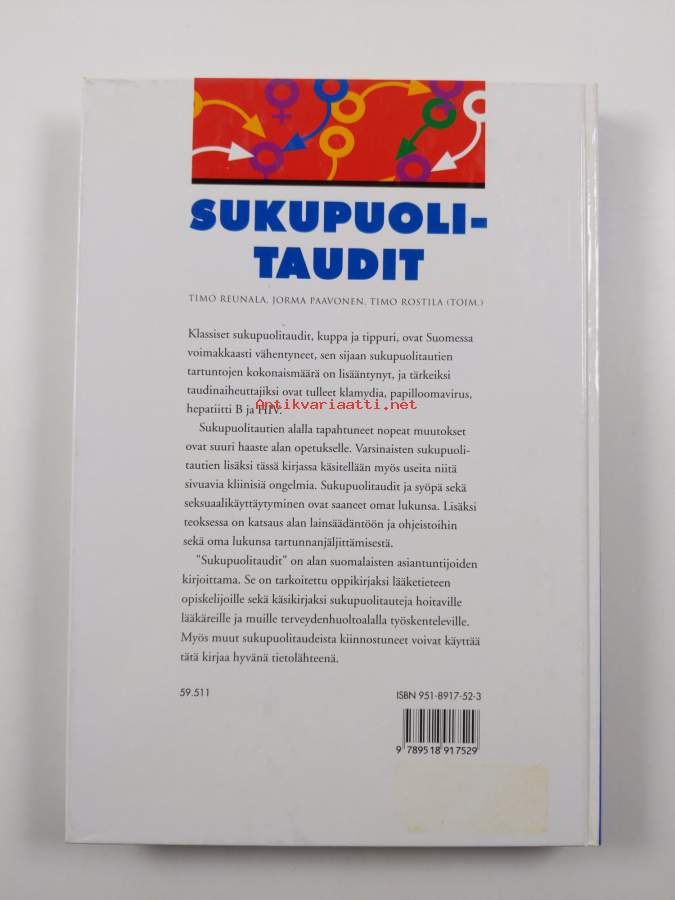 SUKUPUOLI-
TAUDIT
TIMO REUNALA, JORMA PAAVONEN, TIMO ROSTILA (TOIM.)
Klassiset sukupuolitaudit, kuppa ja tippuri, ovat Suomessa
voimakkaasti vähentyneet, sen sijaan sukupuolitautien
tartuntojen kokonaismäärä on lisääntynyt, ja tärkeiksi
taudinaiheuttajiksi ovat tulleet klamydia, papilloomavirus,
hepatiitti B ja HIV.
Antikvariaatti.net
Sukupuolitautien alalla tapahtuneet nopeat muutokset
ovat suuri haaste alan opetukselle. Varsinaisten sukupuoli-
tautien lisäksi tässä kirjassa käsitellään myös useita niitä
sivuavia kliinisiä ongelmia. Sukupuolitaudit ja syöpä sekä
seksuaalikäyttäytyminen ovat saaneet omat lukunsa. Lisäksi
teoksessa on katsaus alan lainsäädäntöön ja ohjeistoihin
sekä oma lukunsa tartunnanjäljittämisestä.
"Sukupuolitaudit" on alan suomalaisten asiantuntijoiden
kirjoittama. Se on tarkoitettu oppikirjaksi lääketieteen
opiskelijoille sekä käsikirjaksi sukupuolitauteja hoitaville
lääkäreille ja muille terveydenhuoltoalalla työskenteleville.
Myös muut sukupuolitaudeista kiinnostuneet voivat käyttää
tätä kirjaa hyvänä tietolähteenä.
59.511
ISBN 951-8917-52-3
9 789518 917529